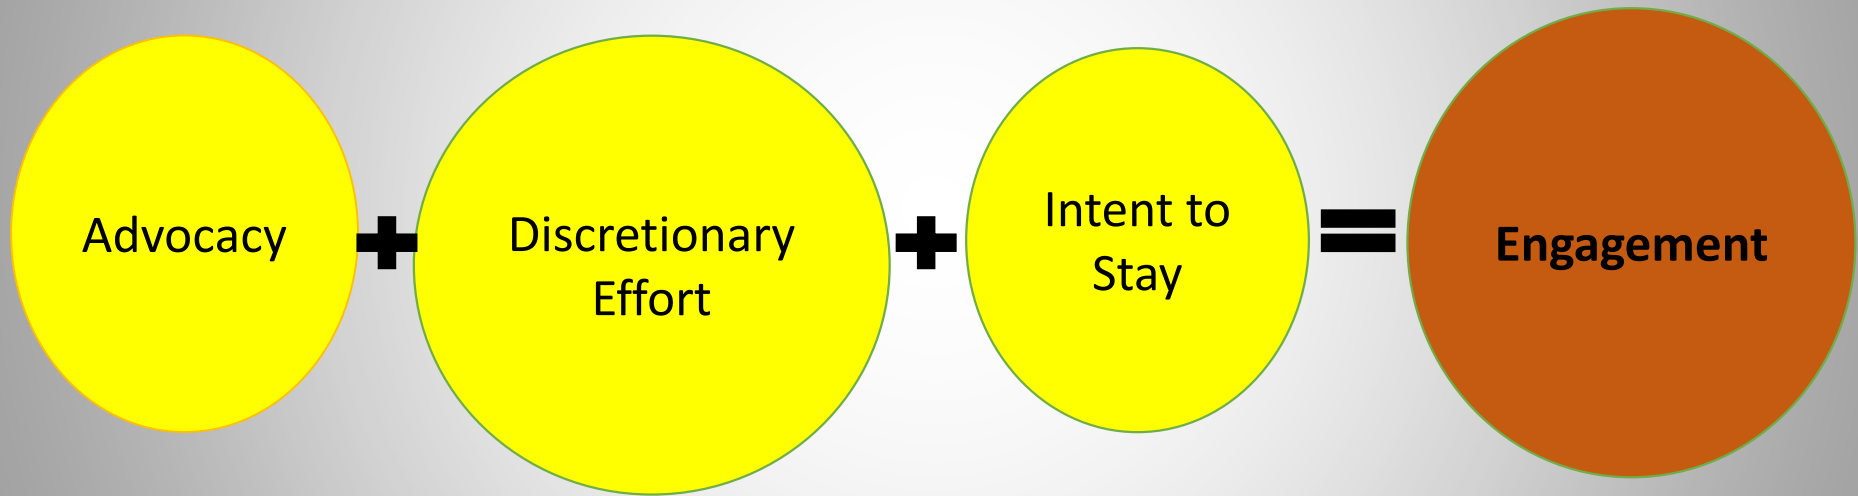 Advocacy
Discretionary
Effort
Intent to
Stay
Engagement